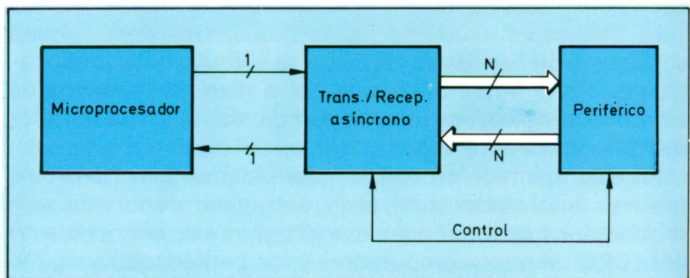 Microprocesador
1
1
Trans./Recep.
asíncrono
N
N
Periférico
Control